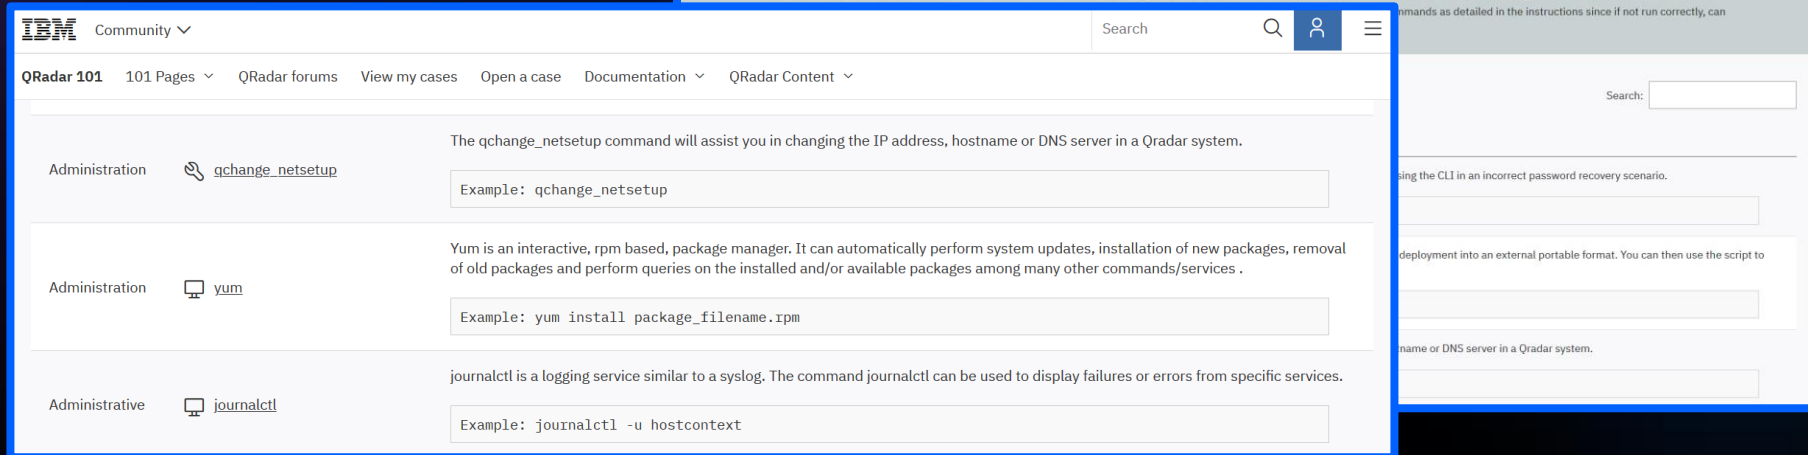 IBM
Community
Search
QRadar 101
101 Pages
QRadar forums
View my cases
Open a case
Documentation
QRadar Content
The qchange_netsetup command will assist you in changing the IP address, hostname or DNS server in a Qradar system.
Administration
qchange_netsetup
Example: qchange_netsetup
Yum is an interactive, rpm based, package manager. It can automatically perform system updates, installation of new packages, removal
of old packages and perform queries on the installed and/or available packages among many other commands/services .
Administration
yum
Example: yum install package_filename.rpm
journalctl is a logging service similar to a syslog. The command journalctl can be used to display failures or errors from specific services.
Administrative
journalctl
Example: journalctl -u hostcontext
mmands as detailed in the instructions since if not run correctly, can
Search:
sing the CLI in an incorrect password recovery scenario.
deployment into an external portable format. You can then use the script to
name or DNS server in a Qradar system.